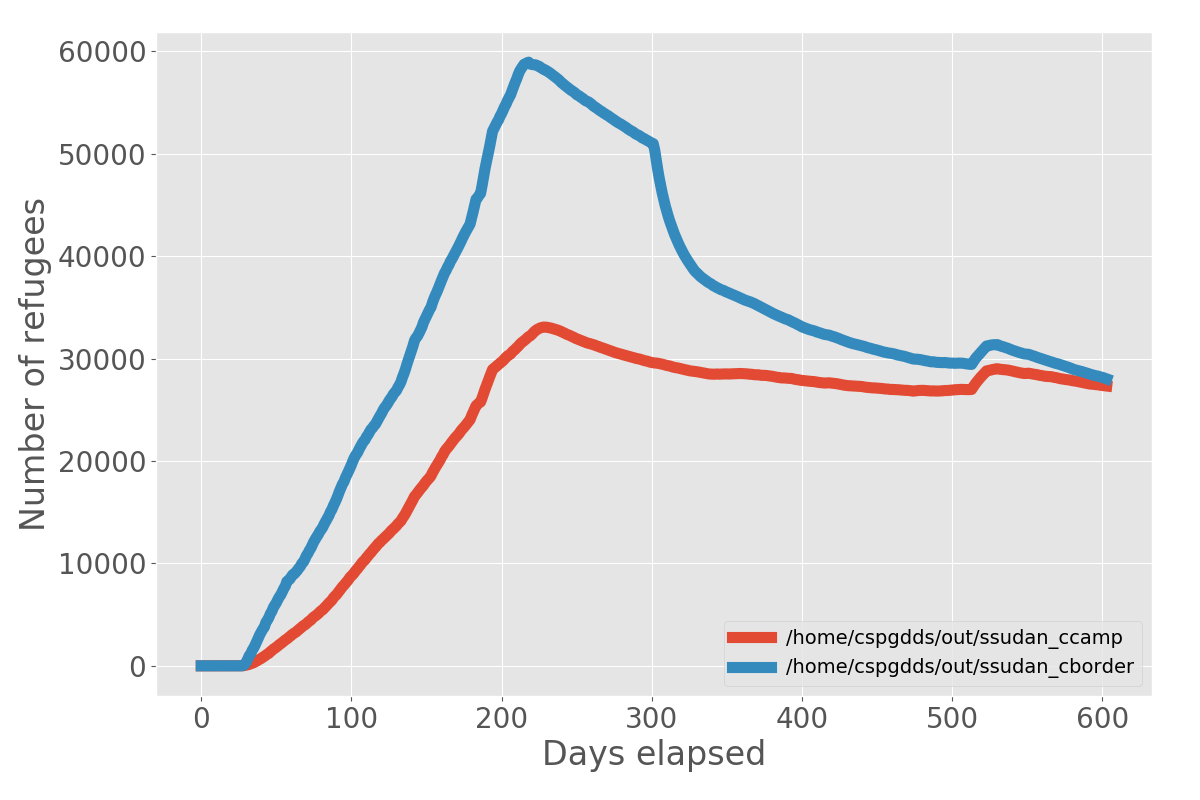 60000
50000
40000
30000
20000
10000
0
Number of refugees
0 100 200 300 400 500 600
Days elapsed
/home/cspgdds/out/ssudan_ccamp
/home/cspgdds/out/ssudan_cborder